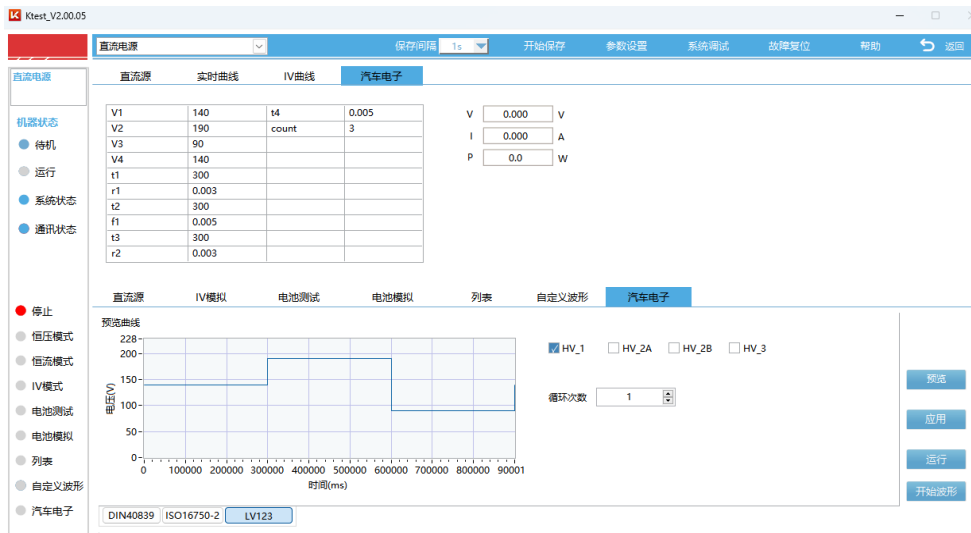 Ktest_V2.00.05
直流电源 保存间隔 1s 开始保存 参数设置 系统调试 故障复位 帮助 返回
直流电源
直流源 实时曲线 IV曲线 汽车电子
V1 140 t4 0.005
V2 190 count 3
V3 90
V4 140
t1 300
r1 0.003
t2 300
f1 0.005
t3 300
r2 0.003
V 0.000 V
I 0.000 A
P 0.0 W
机器状态
待机
运行
系统状态
通讯状态
停止
恒压模式
恒流模式
IV模式
电池测试
电池模拟
列表
自定义波形
汽车电子
直流源 IV模拟 电池测试 电池模拟 列表 自定义波形 汽车电子
预览曲线
228
200
150
100
50
0
电压(V)
0 100000 200000 300000 400000 500000 600000 700000 800000 90001
时间(ms)
HV_1 HV_2A HV_2B HV_3
循环次数 1
预览
应用
运行
开始波形
DIN40839 ISO16750-2 LV123